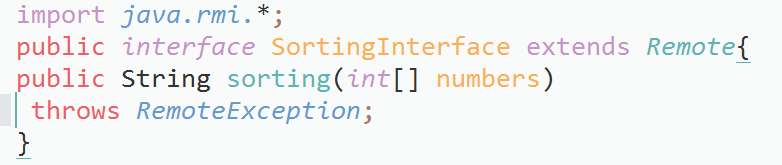 import java.rmi.*;
public interface SortingInterface extends Remote{
public String sorting(int[] numbers)
throws RemoteException;
}